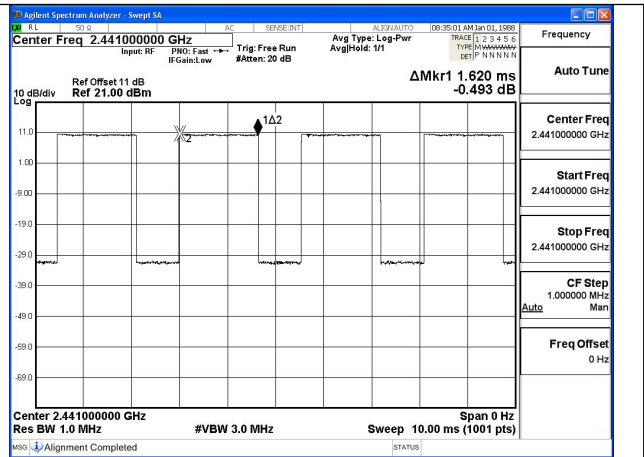 Agilent Spectrum Analyzer - Swept SA
RL 50 Ω AC SENSE:INT ALIGNAUTO 08:35:01 AM Jan 01, 1988
Center Freq 2.441000000 GHz
Input: RF PNO: Fast
IFGain:Low
Trig: Free Run
#Atten: 20 dB
Avg Type: Log-Pwr
Avg|Hold: 1/1
TRACE 1 2 3 4 5 6
TYPE M W W W W W
DET P N N N N N
ΔMkr1 1.620 ms
-0.493 dB
Ref Offset 11 dB
10 dB/div Ref 21.00 dBm
Log
1Δ2
2
11.0
1.00
-9.00
-19.0
-29.0
-39.0
-49.0
-59.0
-69.0
Center 2.441000000 GHz Span 0 Hz
Res BW 1.0 MHz #VBW 3.0 MHz Sweep 10.00 ms (1001 pts)
MSG Alignment Completed STATUS
Frequency
Auto Tune
Center Freq
2.441000000 GHz
Start Freq
2.441000000 GHz
Stop Freq
2.441000000 GHz
CF Step
1.000000 MHz
Auto Man
Freq Offset
0 Hz